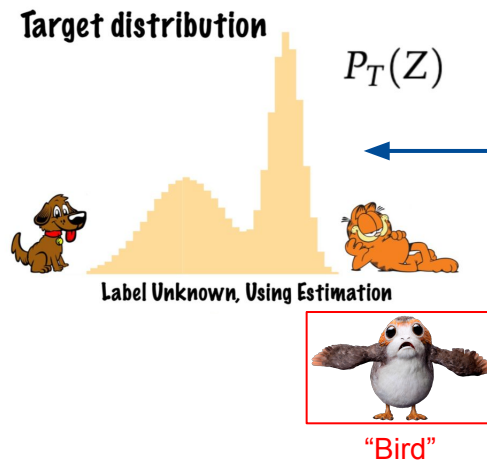 Target distribution
P_T(Z)
Label Unknown, Using Estimation
“Bird”